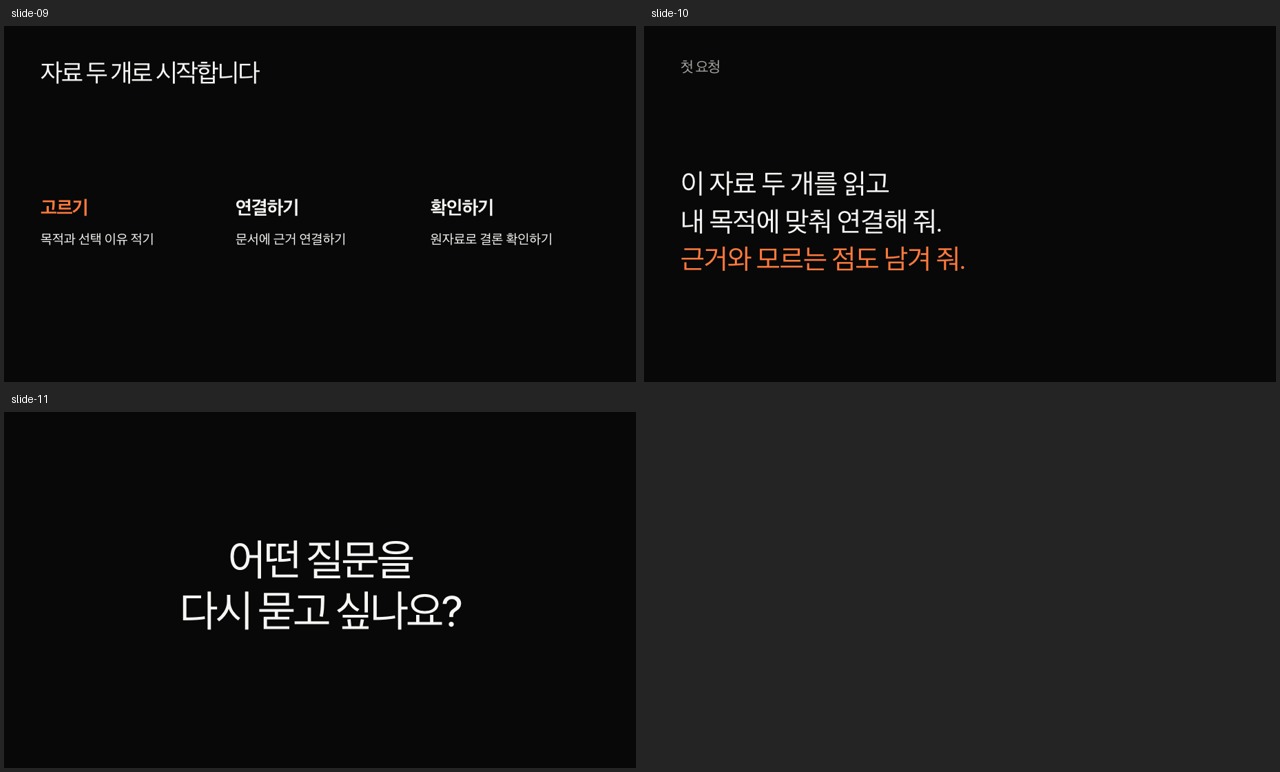 slide-09
자료 두 개로 시작합니다
고르기
목적과 선택 이유 적기
연결하기
문서에 근거 연결하기
확인하기
원자료로 결론 확인하기
slide-10
첫 요청
이 자료 두 개를 읽고
내 목적에 맞춰 연결해 줘.
근거와 모르는 점도 남겨 줘.
slide-11
어떤 질문을
다시 묻고 싶나요?